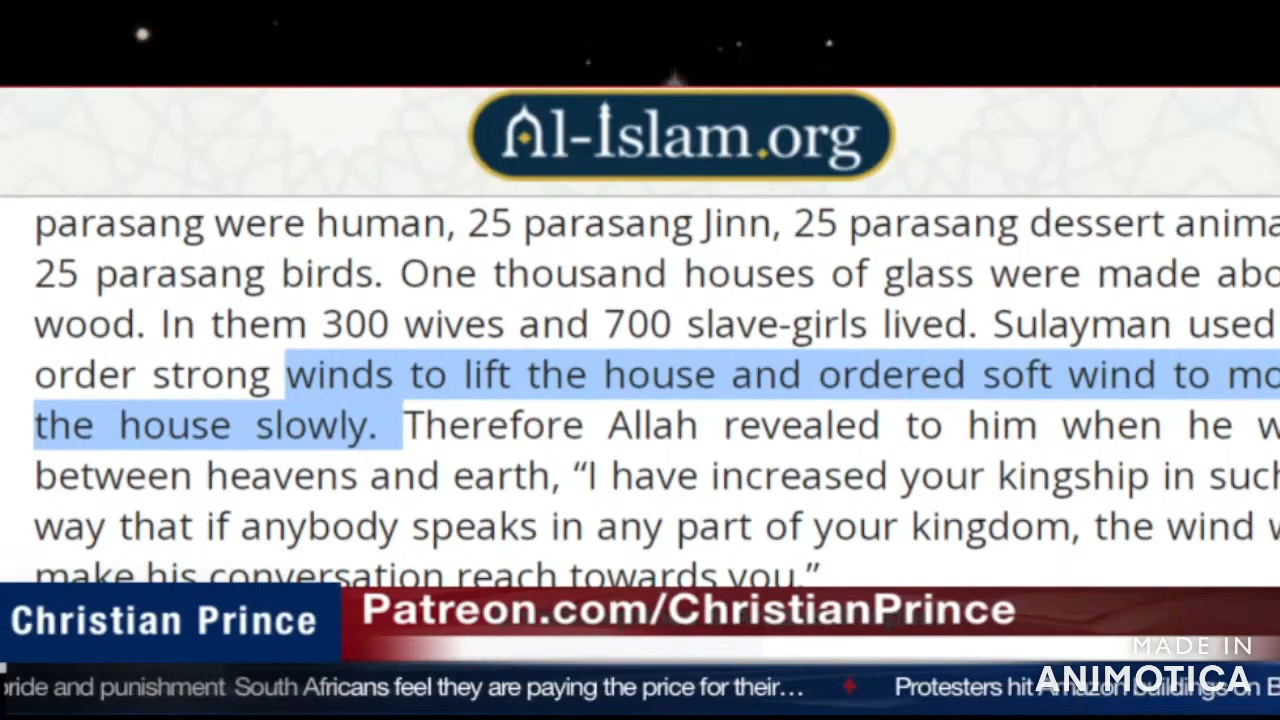 Al-Islam.org
parasang were human, 25 parasang Jinn, 25 parasang dessert anima
25 parasang birds. One thousand houses of glass were made abo
wood. In them 300 wives and 700 slave-girls lived. Sulayman used
order strong winds to lift the house and ordered soft wind to mo
the house slowly. Therefore Allah revealed to him when he w
between heavens and earth, “I have increased your kingship in such
way that if anybody speaks in any part of your kingdom, the wind w
make his conversation reach towards you.”
Christian Prince
Patreon.com/ChristianPrince
MADE IN
ANIMOTICA
pride and punishment South Africans feel they are paying the price for their... Protesters hit Amazon buildings on B